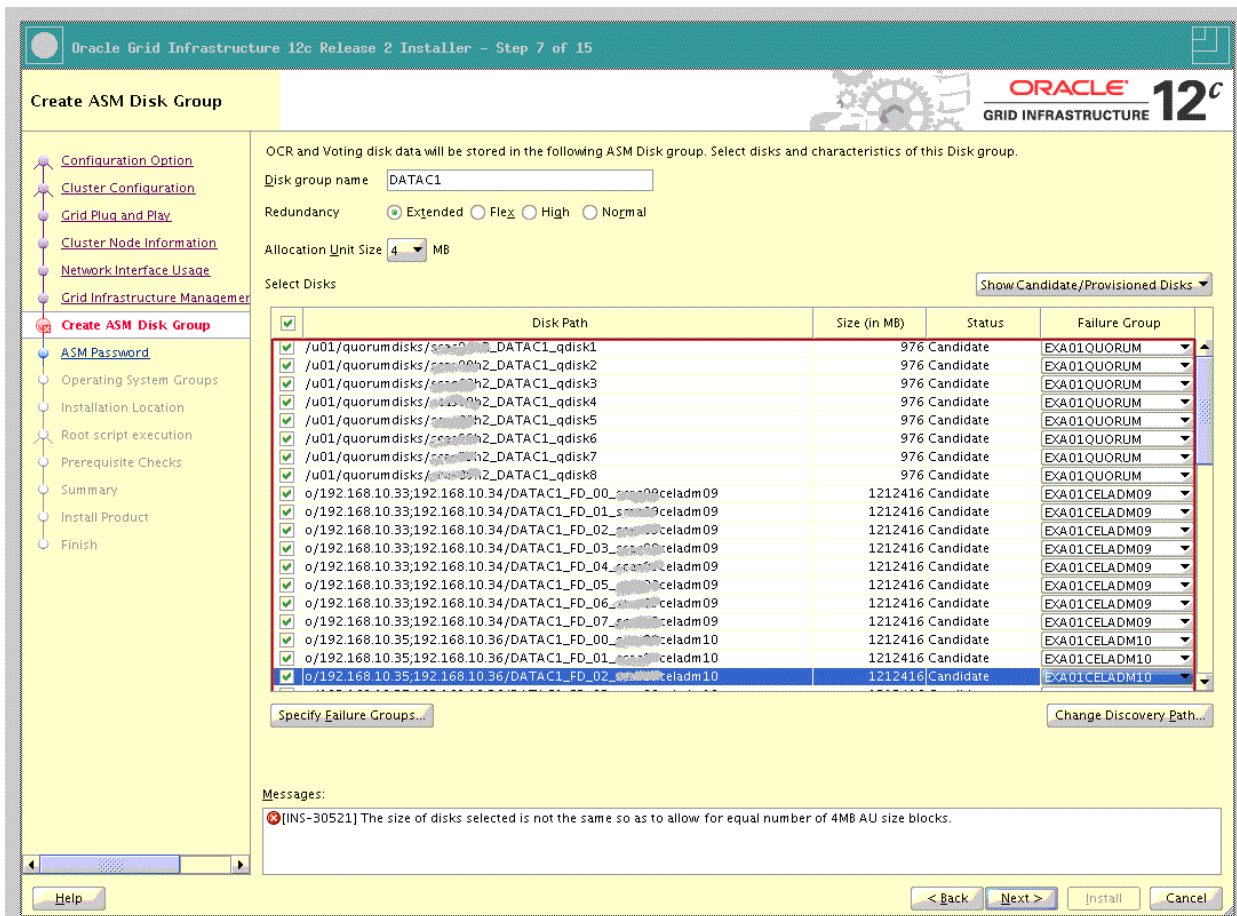 Oracle Grid Infrastructure 12c Release 2 Installer - Step 7 of 15
Create ASM Disk Group
ORACLE
GRID INFRASTRUCTURE
12c
Configuration Option
Cluster Configuration
Grid Plug and Play
Cluster Node Information
Network Interface Usage
Grid Infrastructure Managemer
Create ASM Disk Group
ASM Password
Operating System Groups
Installation Location
Root script execution
Prerequisite Checks
Summary
Install Product
Finish
OCR and Voting disk data will be stored in the following ASM Disk group. Select disks and characteristics of this Disk group.
Disk group name DATAC1
Redundancy Extended Flex High Normal
Allocation Unit Size 4 MB
Select Disks Show Candidate/Provisioned Disks
Disk Path Size (in MB) Status Failure Group
/u01/quorumdisks/ _DATAC1_qdisk1 976 Candidate EXA01QUORUM
/u01/quorumdisks/ h2_DATAC1_qdisk2 976 Candidate EXA01QUORUM
/u01/quorumdisks/ h2_DATAC1_qdisk3 976 Candidate EXA01QUORUM
/u01/quorumdisks/ h2_DATAC1_qdisk4 976 Candidate EXA01QUORUM
/u01/quorumdisks/ h2_DATAC1_qdisk5 976 Candidate EXA01QUORUM
/u01/quorumdisks/ h2_DATAC1_qdisk6 976 Candidate EXA01QUORUM
/u01/quorumdisks/ h2_DATAC1_qdisk7 976 Candidate EXA01QUORUM
/u01/quorumdisks/ h2_DATAC1_qdisk8 976 Candidate EXA01QUORUM
o/192.168.10.33;192.168.10.34/DATAC1_FD_00_ celadm09 1212416 Candidate EXA01CELADM09
o/192.168.10.33;192.168.10.34/DATAC1_FD_01_ celadm09 1212416 Candidate EXA01CELADM09
o/192.168.10.33;192.168.10.34/DATAC1_FD_02_ celadm09 1212416 Candidate EXA01CELADM09
o/192.168.10.33;192.168.10.34/DATAC1_FD_03_ celadm09 1212416 Candidate EXA01CELADM09
o/192.168.10.33;192.168.10.34/DATAC1_FD_04_ celadm09 1212416 Candidate EXA01CELADM09
o/192.168.10.33;192.168.10.34/DATAC1_FD_05_ celadm09 1212416 Candidate EXA01CELADM09
o/192.168.10.33;192.168.10.34/DATAC1_FD_06_ celadm09 1212416 Candidate EXA01CELADM09
o/192.168.10.33;192.168.10.34/DATAC1_FD_07_ celadm09 1212416 Candidate EXA01CELADM09
o/192.168.10.35;192.168.10.36/DATAC1_FD_00_ celadm10 1212416 Candidate EXA01CELADM10
o/192.168.10.35;192.168.10.36/DATAC1_FD_01_ celadm10 1212416 Candidate EXA01CELADM10
o/192.168.10.35;192.168.10.36/DATAC1_FD_02_ celadm10 1212416 Candidate EXA01CELADM10
Specify Failure Groups... Change Discovery Path...
Messages:
[INS-30521] The size of disks selected is not the same so as to allow for equal number of 4MB AU size blocks.
Help < Back Next > Install Cancel